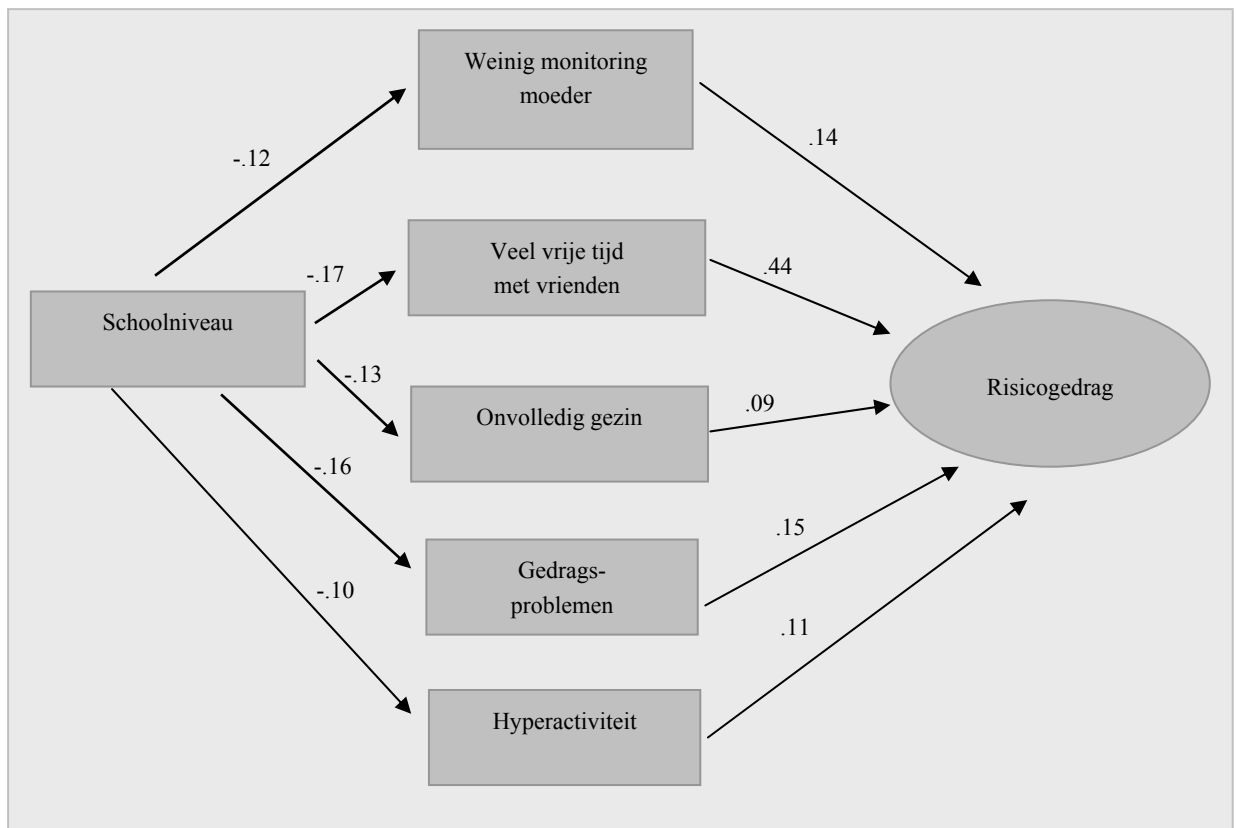 Weinig monitoring
moeder
-.12
.14
Veel vrije tijd
met vrienden
-.17
.44
Schoolniveau
-.13
Onvolledig gezin
.09
Risicogedrag
-.16
Gedrags-
problemen
.15
-.10
.11
Hyperactiviteit